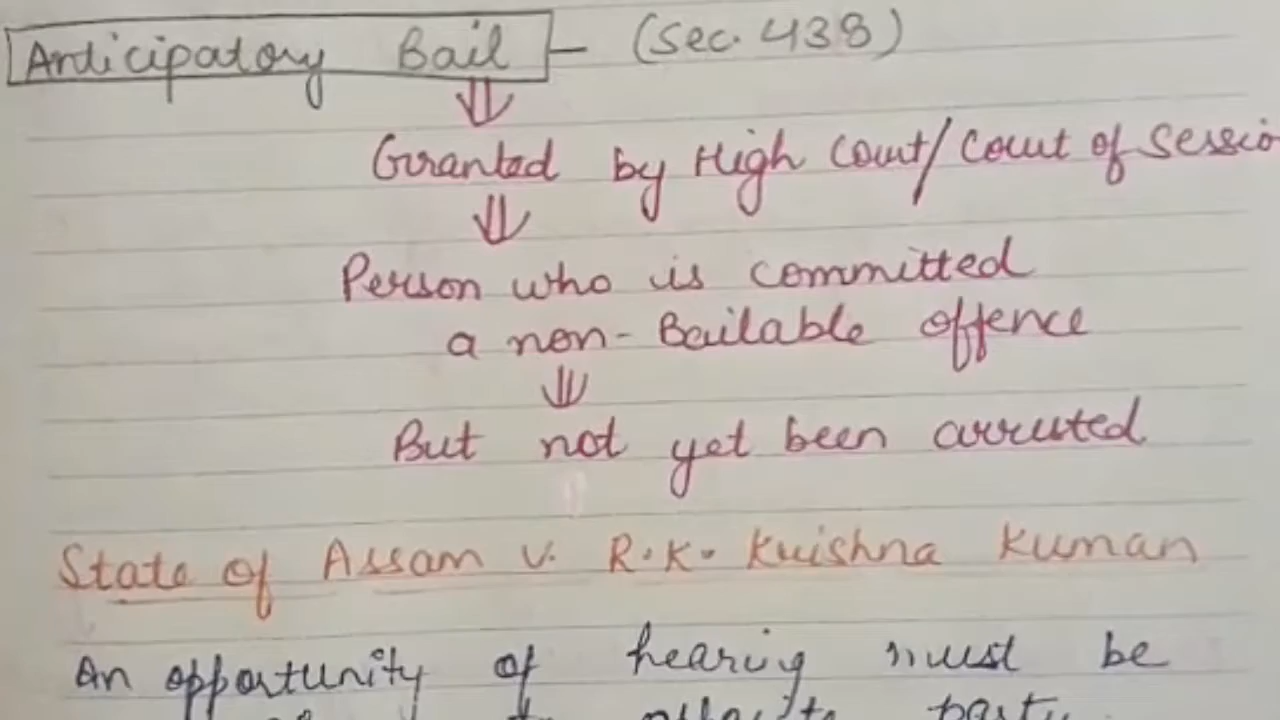 Anticipatory Bail - (Sec. 438)
Granted by High Court/Court of Sessio
Person who is committed
a non-Bailable offence
But not yet been arrested
State of Assam v. R.K. Krishna Kumar
An opportunity of hearing must be
party